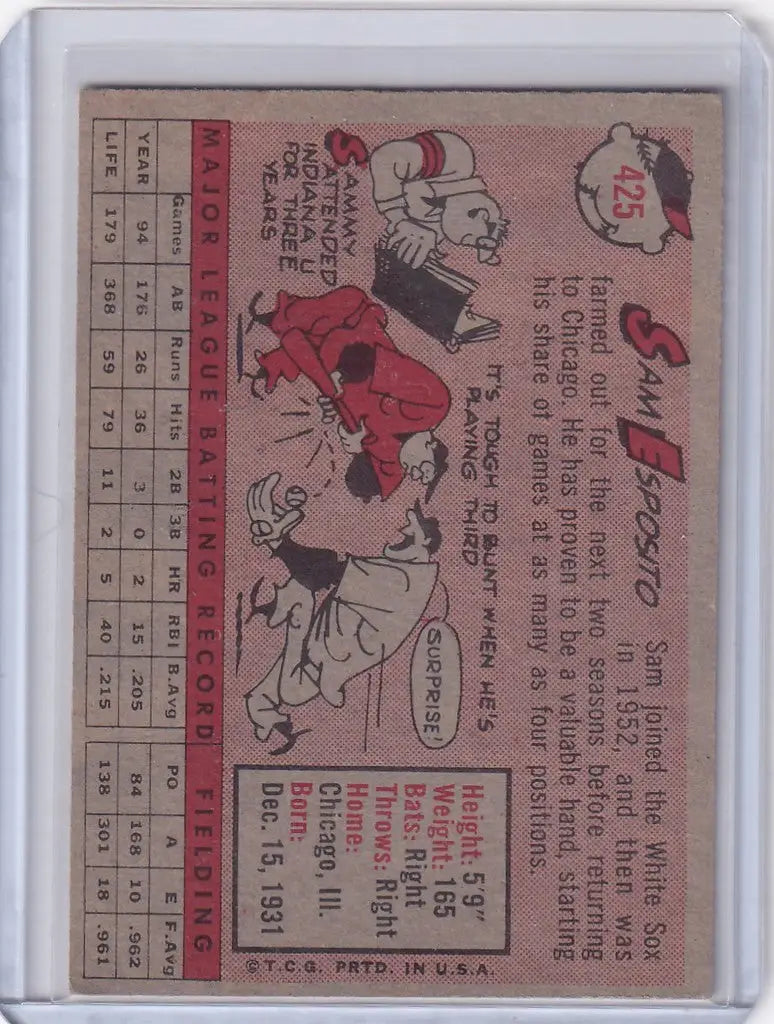 425
SAM ESPOSITO
Sam joined the White Sox
in 1952, and then was
farmed out for the next two seasons before returning
to Chicago. He has proven to be a valuable hand, starting
his share of games at as many as four positions.
SAMMY
ATTENDED
INDIANA U
FOR THREE
YEARS
IT'S TOUGH TO BUNT WHEN HE'S
PLAYING THIRD
SURPRISE!
Height: 5'9"
Weight: 165
Bats: Right
Throws: Right
Home:
Chicago, Ill.
Born:
Dec. 15, 1931
MAJOR LEAGUE BATTING RECORD FIELDING
Games AB Runs Hits 2B 3B HR RBI B.Avg PO A E F.Avg
YEAR 94 176 26 36 3 0 2 15 .205 84 168 10 .962
LIFE 179 368 59 79 11 2 5 40 .215 138 301 18 .961
©T.C.G. PRTD. IN U.S.A.